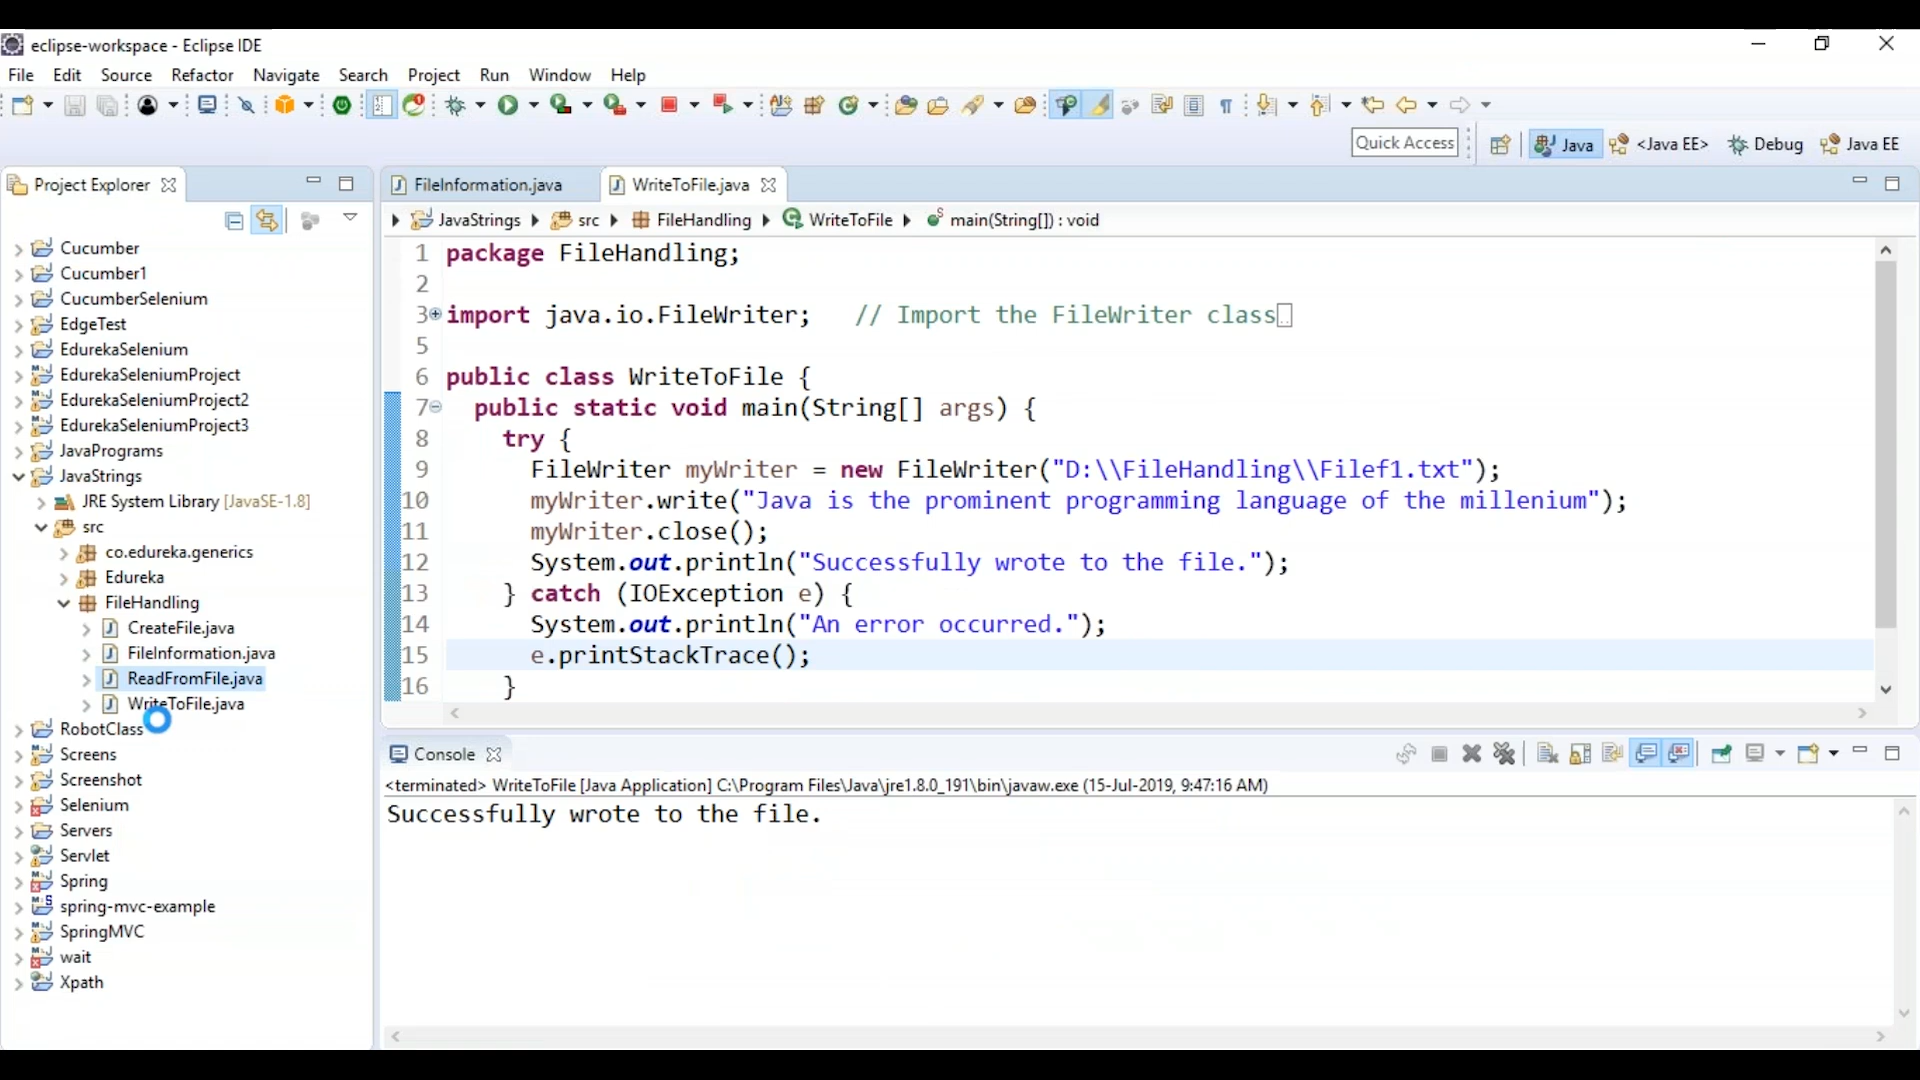 eclipse-workspace - Eclipse IDE
File Edit Source Refactor Navigate Search Project Run Window Help
Quick Access Java <Java EE> Debug Java EE
Project Explorer
Cucumber
Cucumber1
CucumberSelenium
EdgeTest
EdurekaSelenium
EdurekaSeleniumProject
EdurekaSeleniumProject2
EdurekaSeleniumProject3
JavaPrograms
JavaStrings
JRE System Library [JavaSE-1.8]
src
co.edureka.generics
Edureka
FileHandling
CreateFile.java
FileInformation.java
ReadFromFile.java
WriteToFile.java
RobotClass
Screens
Screenshot
Selenium
Servers
Servlet
Spring
spring-mvc-example
SpringMVC
wait
Xpath
FileInformation.java WriteToFile.java
JavaStrings src FileHandling WriteToFile main(String[]) : void
1 package FileHandling;
2
3 import java.io.FileWriter;   // Import the FileWriter class
5
6 public class WriteToFile {
7   public static void main(String[] args) {
8     try {
9       FileWriter myWriter = new FileWriter("D:\\FileHandling\\Filef1.txt");
10       myWriter.write("Java is the prominent programming language of the millenium");
11       myWriter.close();
12       System.out.println("Successfully wrote to the file.");
13     } catch (IOException e) {
14       System.out.println("An error occurred.");
15       e.printStackTrace();
16     }
Console
<terminated> WriteToFile [Java Application] C:\Program Files\Java\jre1.8.0_191\bin\javaw.exe (15-Jul-2019, 9:47:16 AM)
Successfully wrote to the file.